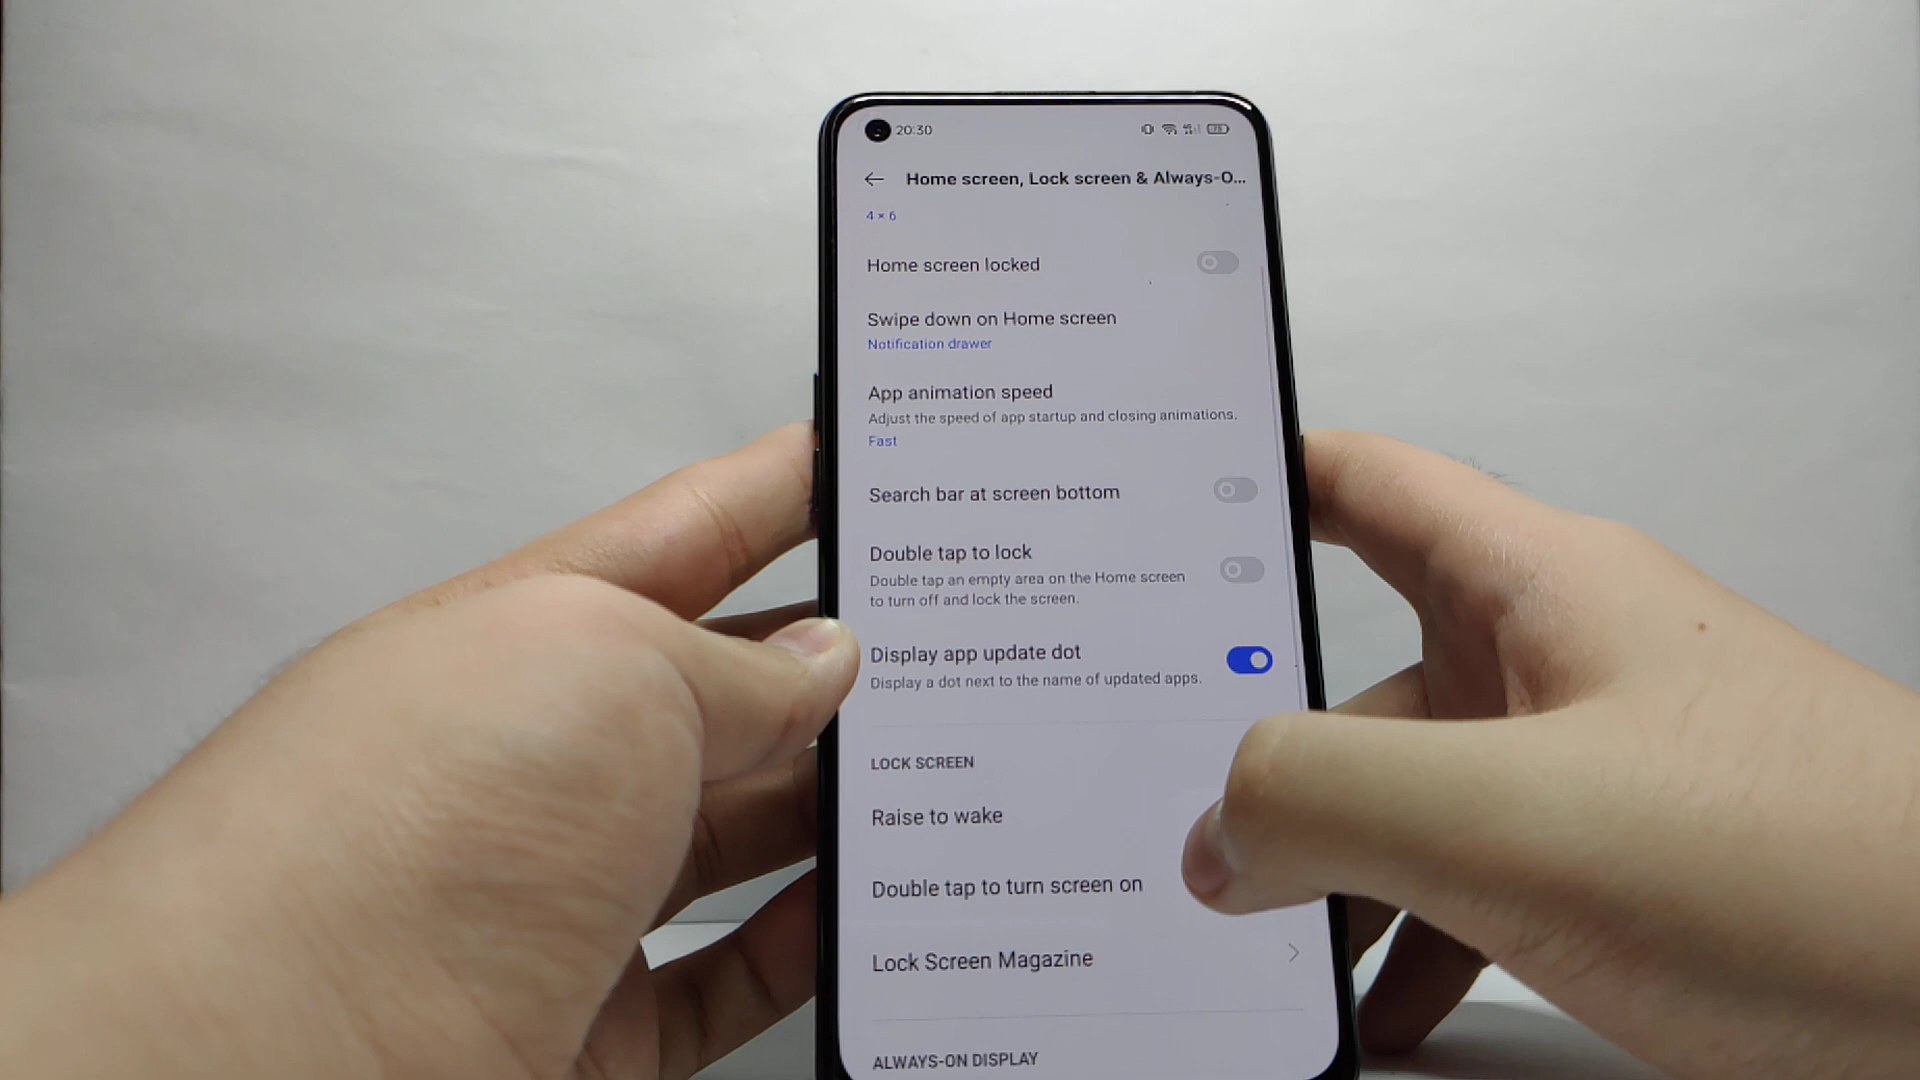 20:30
Home screen, Lock screen & Always-O...
4 × 6
Home screen locked
Swipe down on Home screen
Notification drawer
App animation speed
Adjust the speed of app startup and closing animations.
Fast
Search bar at screen bottom
Double tap to lock
Double tap an empty area on the Home screen
to turn off and lock the screen.
Display app update dot
Display a dot next to the name of updated apps.
LOCK SCREEN
Raise to wake
Double tap to turn screen on
Lock Screen Magazine
ALWAYS-ON DISPLAY